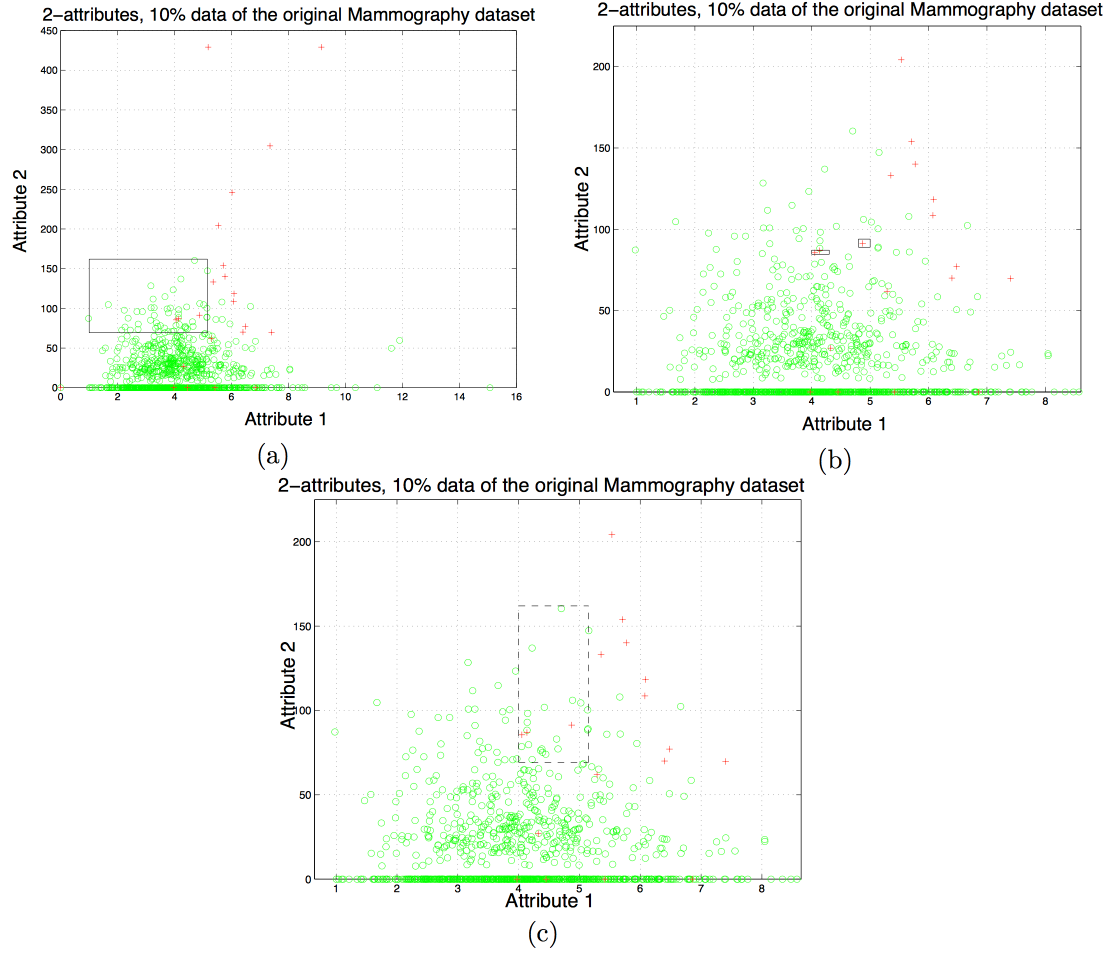 2−attributes, 10% data of the original Mammography dataset
450
400
350
300
250
200
150
100
50
0
Attribute 2
0 2 4 6 8 10 12 14 16
Attribute 1
(a)
2−attributes, 10% data of the original Mammography dataset
200
150
100
50
0
Attribute 2
1 2 3 4 5 6 7 8
Attribute 1
(b)
2−attributes, 10% data of the original Mammography dataset
200
150
100
50
0
Attribute 2
1 2 3 4 5 6 7 8
Attribute 1
(c)